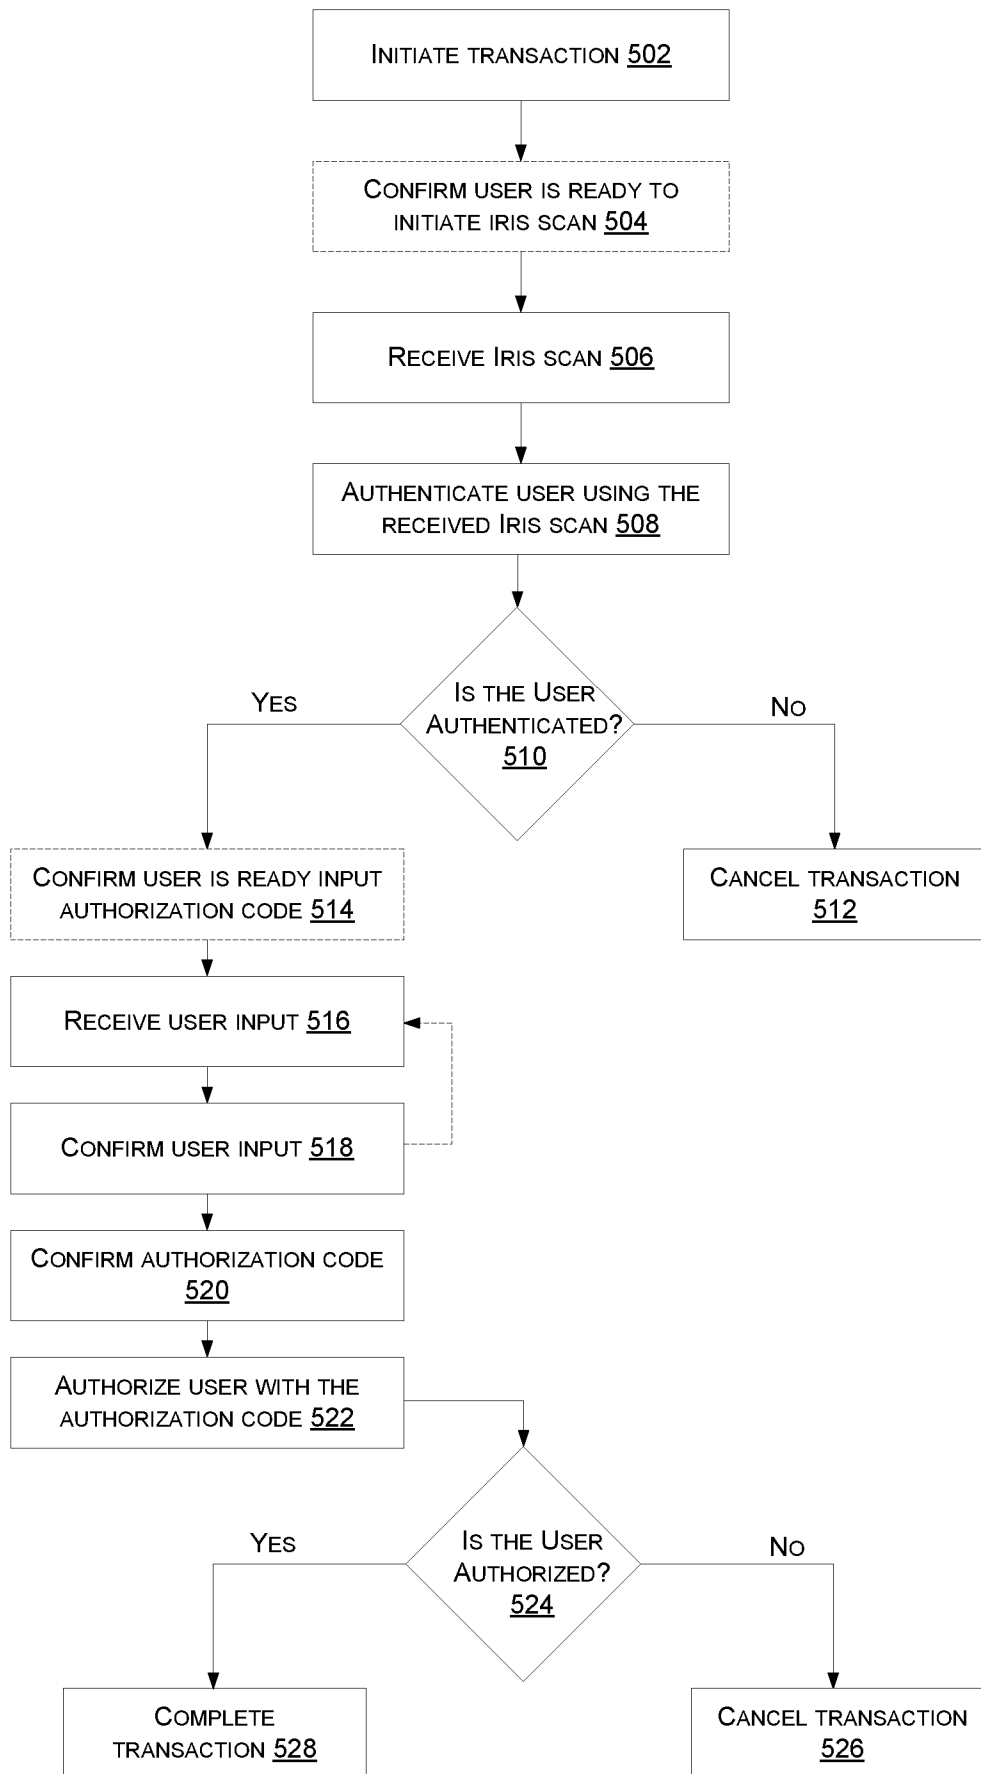 INITIATE TRANSACTION 502
CONFIRM USER IS READY TO
INITIATE IRIS SCAN 504
RECEIVE IRIS SCAN 506
AUTHENTICATE USER USING THE
RECEIVED IRIS SCAN 508
IS THE USER
AUTHENTICATED?
510
YES
NO
CONFIRM USER IS READY INPUT
AUTHORIZATION CODE 514
CANCEL TRANSACTION
512
RECEIVE USER INPUT 516
CONFIRM USER INPUT 518
CONFIRM AUTHORIZATION CODE
520
AUTHORIZE USER WITH THE
AUTHORIZATION CODE 522
IS THE USER
AUTHORIZED?
524
YES
NO
COMPLETE
TRANSACTION 528
CANCEL TRANSACTION
526